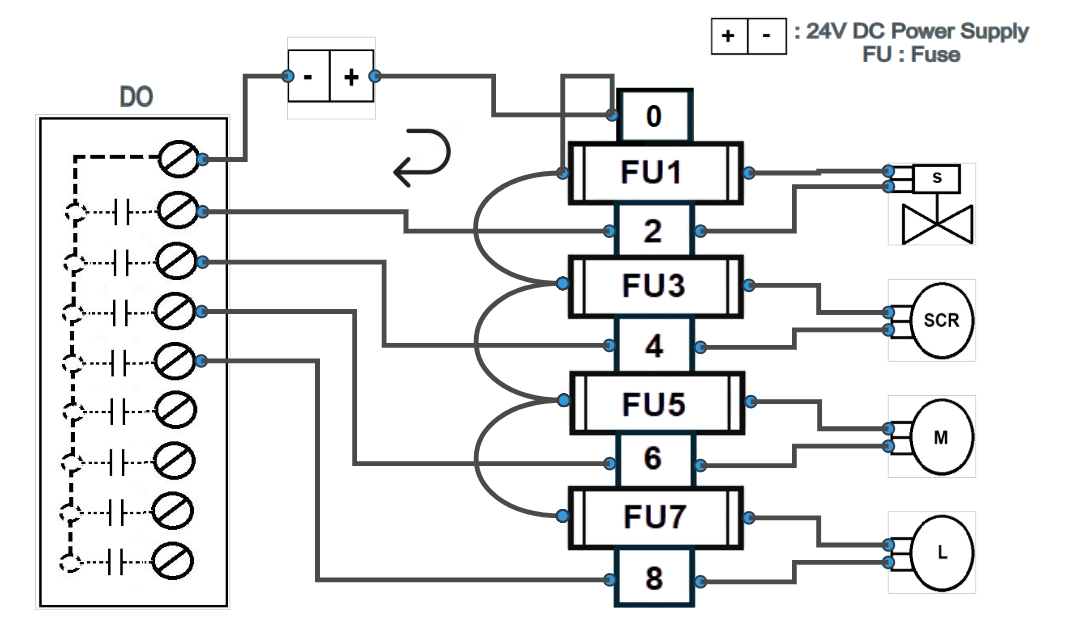 + - : 24V DC Power Supply
FU : Fuse
- +
DO
0
FU1
S
2
FU3
SCR
4
FU5
M
6
FU7
L
8